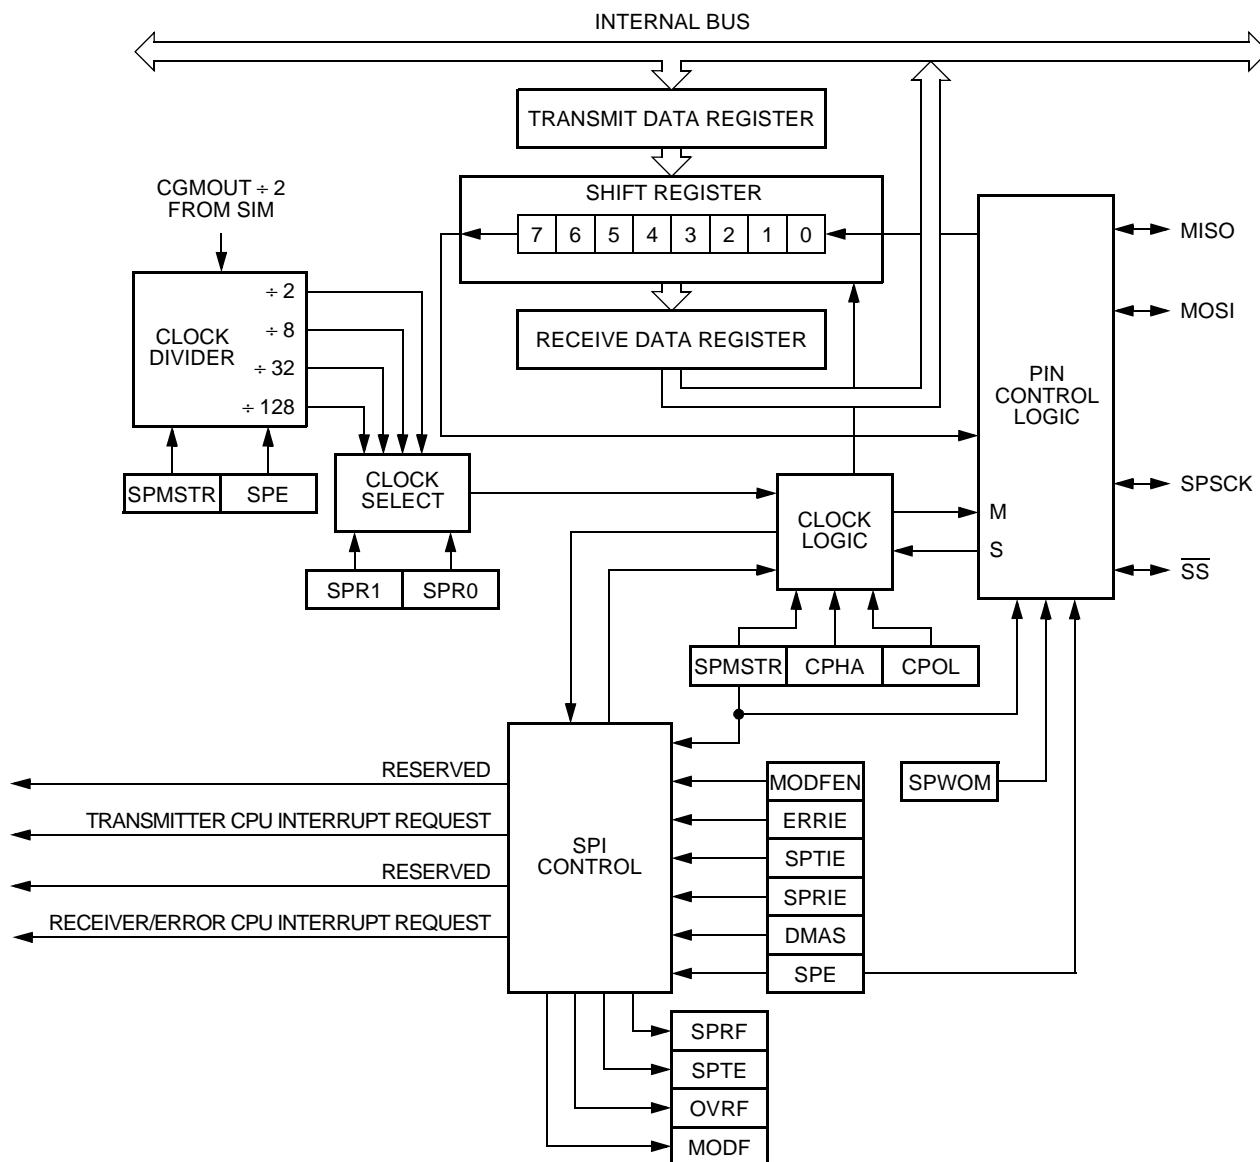 INTERNAL BUS
TRANSMIT DATA REGISTER
CGMOUT ÷ 2
FROM SIM
SHIFT REGISTER
7 6 5 4 3 2 1 0
MISO
÷ 2
CLOCK
DIVIDER
÷ 8
÷ 32
÷ 128
RECEIVE DATA REGISTER
MOSI
PIN
CONTROL
LOGIC
SPMSTR SPE
CLOCK
SELECT
SPSCK
CLOCK
LOGIC
M
S
SS
SPR1 SPR0
SPMSTR CPHA CPOL
RESERVED
TRANSMITTER CPU INTERRUPT REQUEST
RESERVED
RECEIVER/ERROR CPU INTERRUPT REQUEST
SPI
CONTROL
MODFEN
ERRIE
SPTIE
SPRIE
DMAS
SPE
SPWOM
SPRF
SPTE
OVRF
MODF